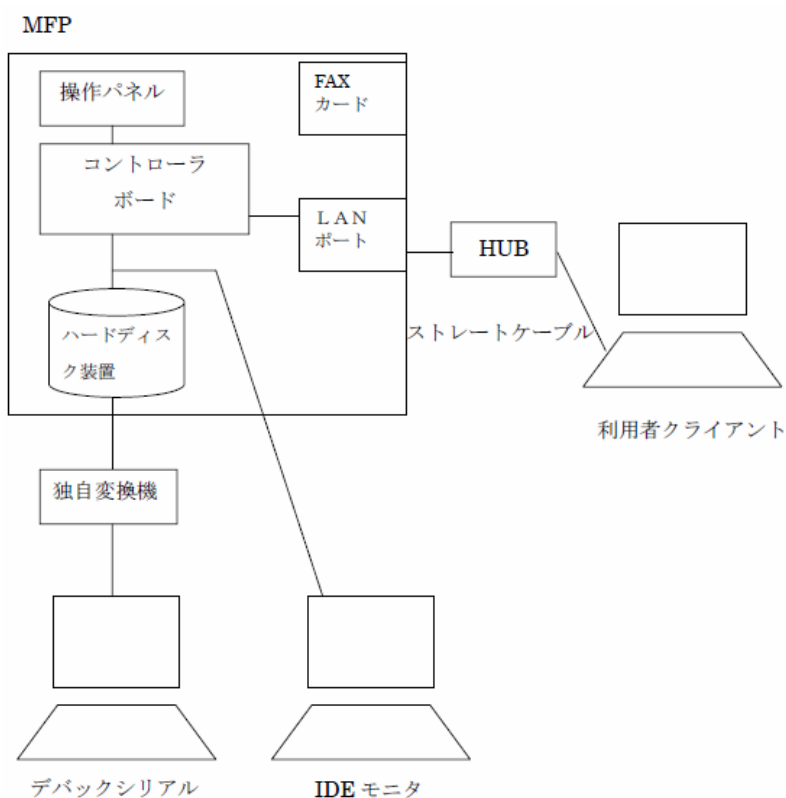 MFP
操作パネル
FAX
カード
コントローラ
ボード
ＬＡＮ
ポート
HUB
ハードディス
ク装置
ストレートケーブル
利用者クライアント
独自変換機
デバックシリアル
IDE モニタ